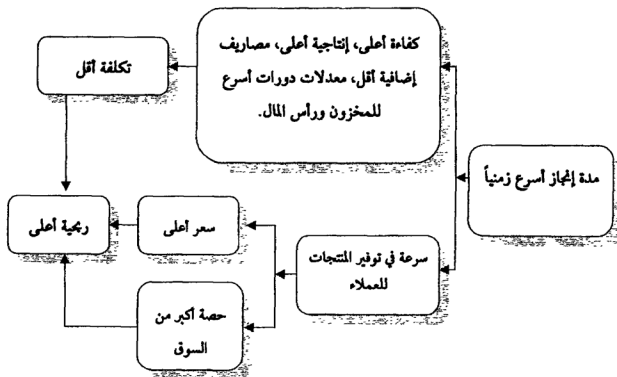 كفاءة أعلى، إنتاجية أعلى، مصاريف
إضافية أقل، معدلات دورات أسرع
للمخزون ورأس المال.
تكلفة أقل
مدة إنجاز أسرع زمنياً
سرعة في توفير المنتجات
للعملاء
سعر أعلى
ربحية أعلى
حصة أكبر من
السوق